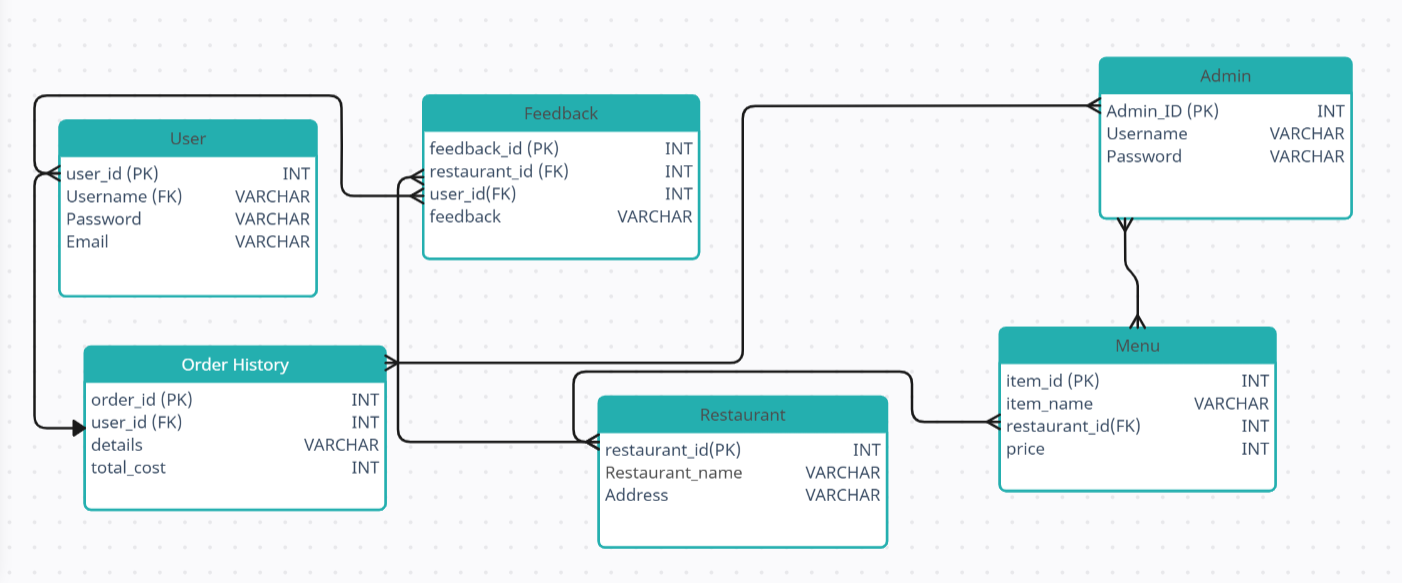 User
user_id (PK) INT
Username (FK) VARCHAR
Password VARCHAR
Email VARCHAR
Feedback
feedback_id (PK) INT
restaurant_id (FK) INT
user_id(FK) INT
feedback VARCHAR
Admin
Admin_ID (PK) INT
Username VARCHAR
Password VARCHAR
Order History
order_id (PK) INT
user_id (FK) INT
details VARCHAR
total_cost INT
Restaurant
restaurant_id(PK) INT
Restaurant_name VARCHAR
Address VARCHAR
Menu
item_id (PK) INT
item_name VARCHAR
restaurant_id(FK) INT
price INT